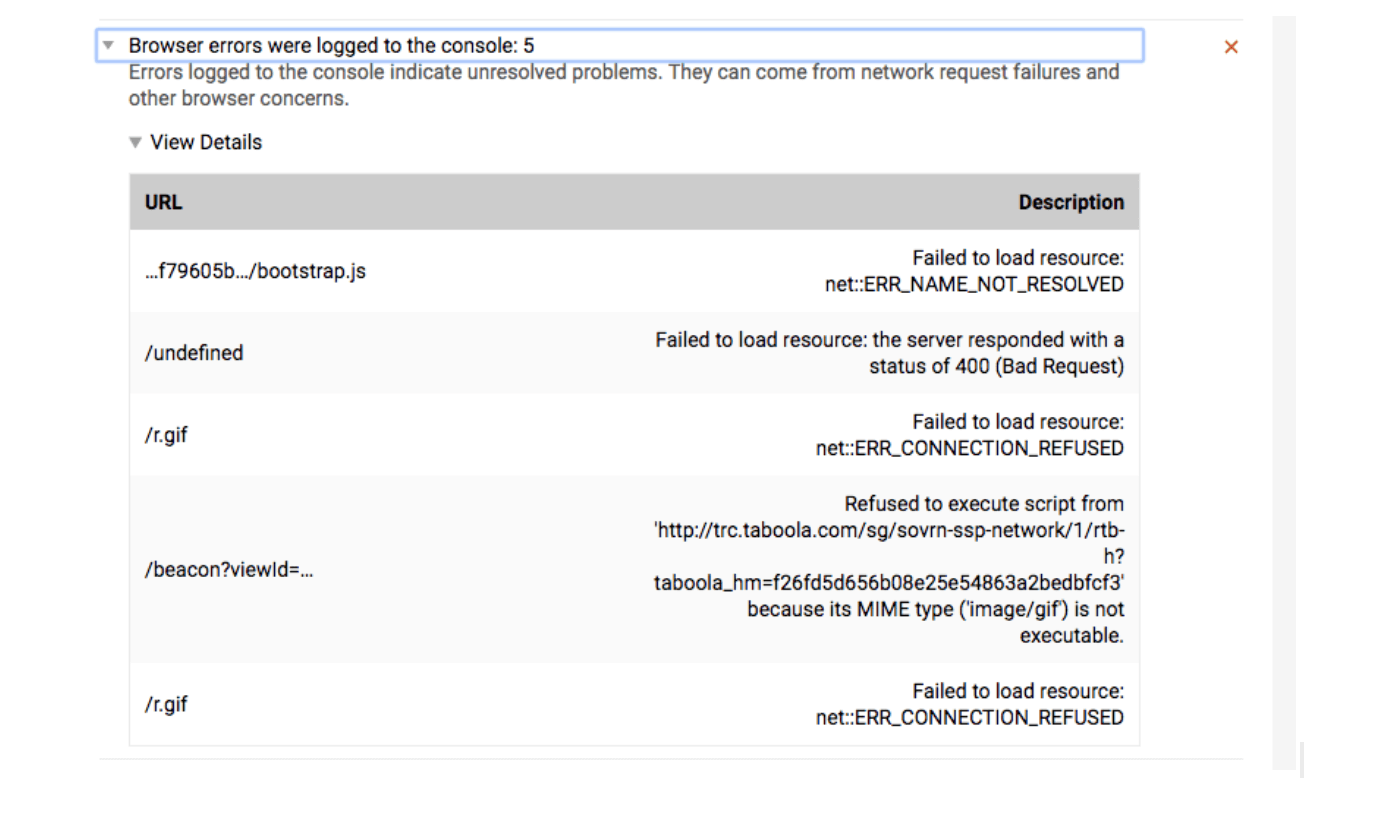 Browser errors were logged to the console: 5
Errors logged to the console indicate unresolved problems. They can come from network request failures and
other browser concerns.
View Details
URL Description
…f79605b…/bootstrap.js
Failed to load resource:
net::ERR_NAME_NOT_RESOLVED
/undefined
Failed to load resource: the server responded with a
status of 400 (Bad Request)
/r.gif
Failed to load resource:
net::ERR_CONNECTION_REFUSED
/beacon?viewId=…
Refused to execute script from
'http://trc.taboola.com/sg/sovrn-ssp-network/1/rtb-
h?
taboola_hm=f26fd5d656b08e25e54863a2bedbfcf3'
because its MIME type ('image/gif') is not
executable.
/r.gif
Failed to load resource:
net::ERR_CONNECTION_REFUSED